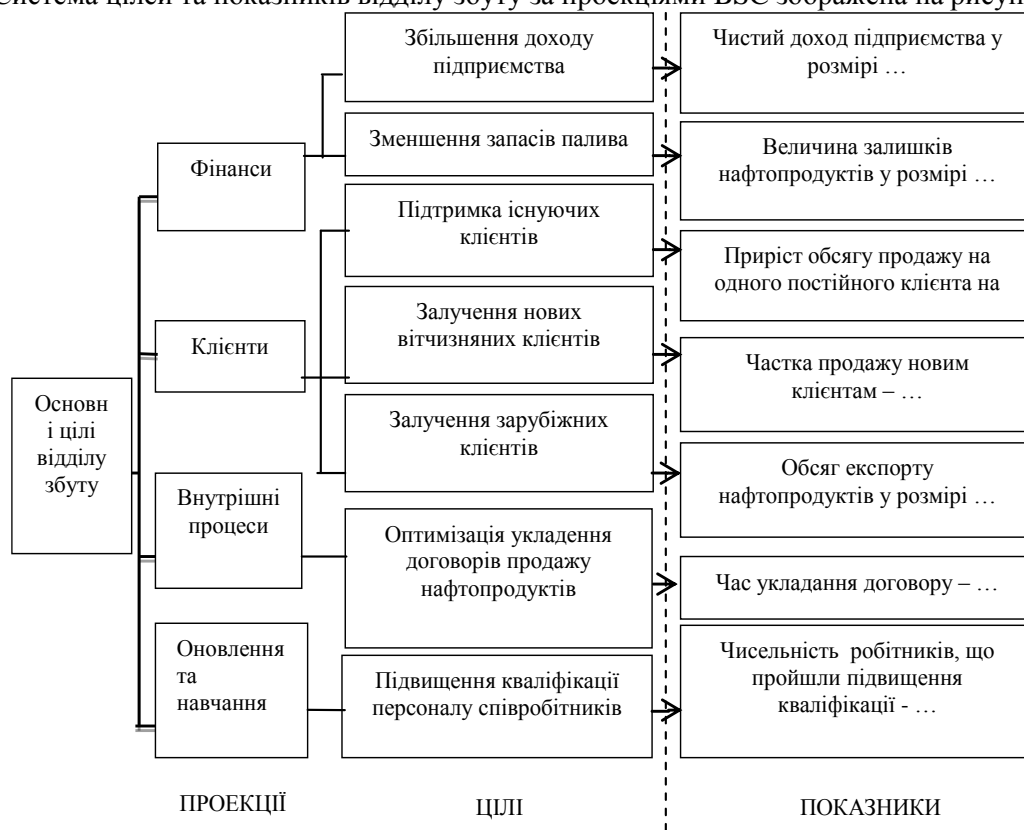 Система цілей та показників відділу збуту за проекціями BSC зображена на рисун
Основн
і цілі
відділу
збуту
Фінанси
Клієнти
Внутрішні
процеси
Оновлення
та
навчання
Збільшення доходу
підприємства
Зменшення запасів палива
Підтримка існуючих
клієнтів
Залучення нових
вітчизняних клієнтів
Залучення зарубіжних
клієнтів
Оптимізація укладення
договорів продажу
нафтопродуктів
Підвищення кваліфікації
персоналу співробітників
Чистий доход підприємства у
розмірі …
Величина залишків
нафтопродуктів у розмірі …
Приріст обсягу продажу на
одного постійного клієнта на
Частка продажу новим
клієнтам – …
Обсяг експорту
нафтопродуктів у розмірі …
Час укладання договору – …
Чисельність робітників, що
пройшли підвищення
кваліфікації - …
ПРОЕКЦІЇ
ЦІЛІ
ПОКАЗНИКИ